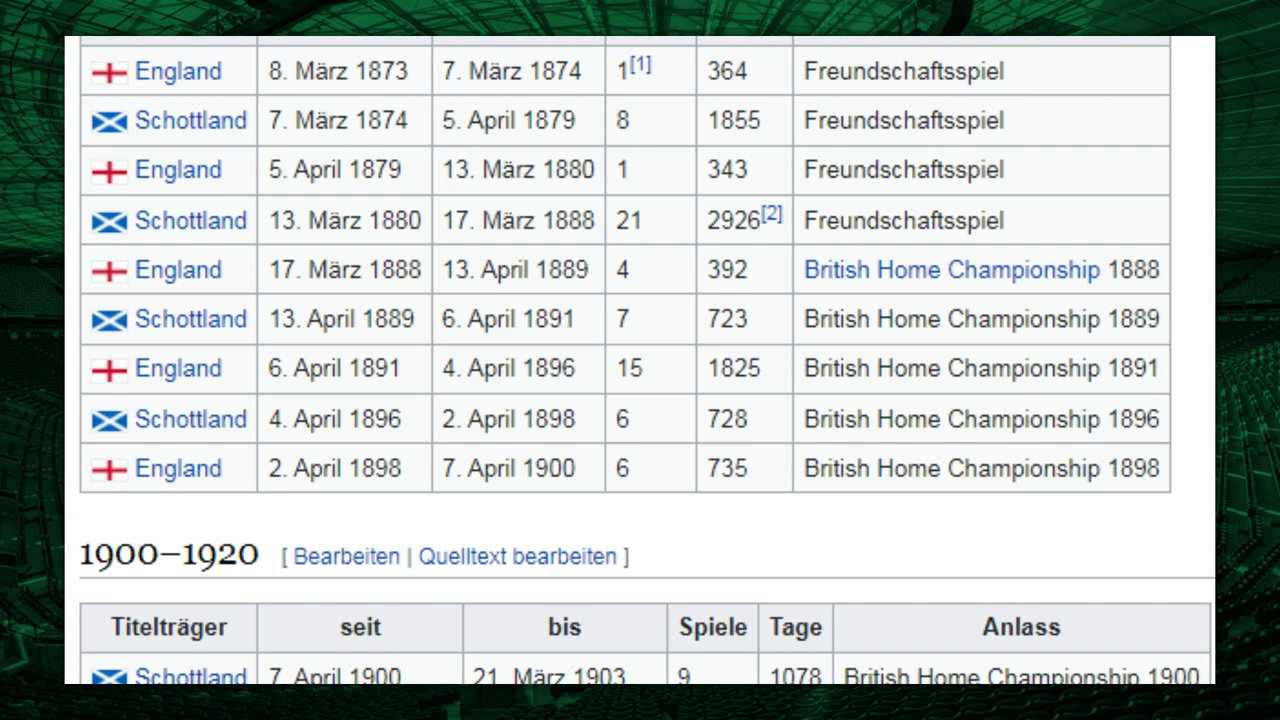 England 8. März 1873 7. März 1874 1[1] 364 Freundschaftsspiel
Schottland 7. März 1874 5. April 1879 8 1855 Freundschaftsspiel
England 5. April 1879 13. März 1880 1 343 Freundschaftsspiel
Schottland 13. März 1880 17. März 1888 21 2926[2] Freundschaftsspiel
England 17. März 1888 13. April 1889 4 392 British Home Championship 1888
Schottland 13. April 1889 6. April 1891 7 723 British Home Championship 1889
England 6. April 1891 4. April 1896 15 1825 British Home Championship 1891
Schottland 4. April 1896 2. April 1898 6 728 British Home Championship 1896
England 2. April 1898 7. April 1900 6 735 British Home Championship 1898
1900–1920 [ Bearbeiten | Quelltext bearbeiten ]
Titelträger seit bis Spiele Tage Anlass
Schottland 7. April 1900 21. März 1903 9 1078 British Home Championship 1900